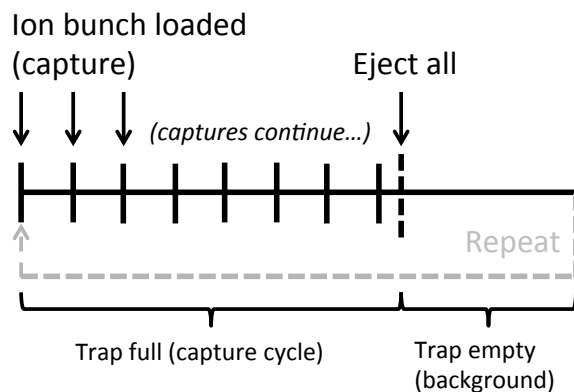 Ion bunch loaded
(capture)
Eject all
(captures continue…)
Repeat
Trap full (capture cycle)
Trap empty
(background)